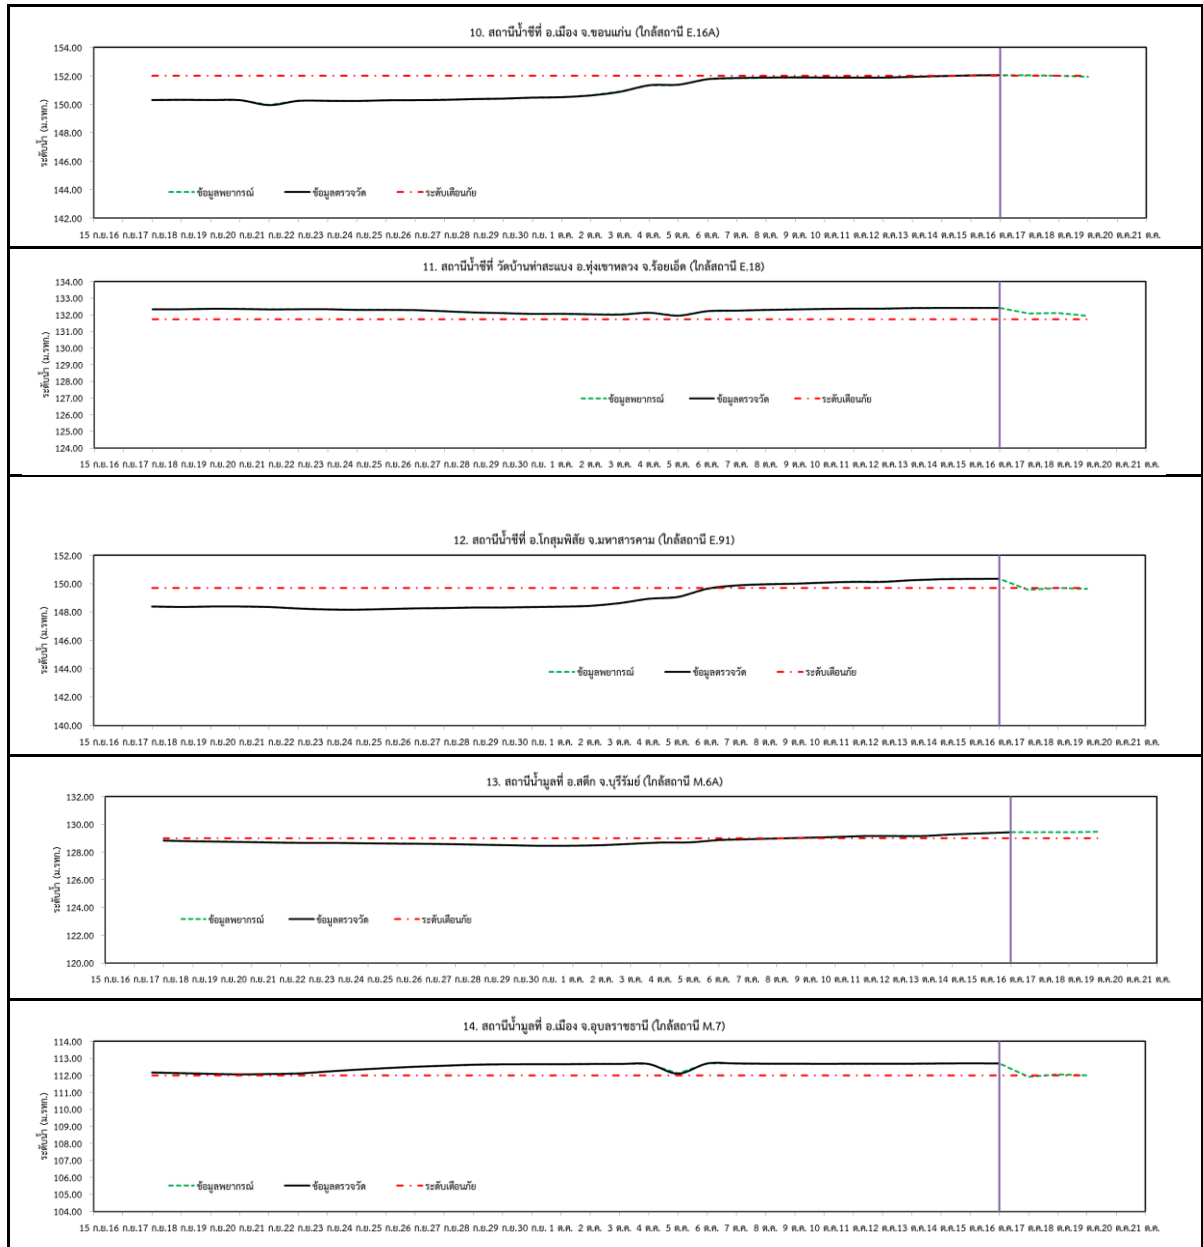 10. สถานีน้ำชีที่ อ.เมือง จ.ขอนแก่น (ใกล้สถานี E.16A)
154.00
152.00
150.00
148.00
146.00
144.00
142.00
ระดับน้ำ (ม.รทก.)
ข้อมูลพยากรณ์ ข้อมูลตรวจวัด ระดับเตือนภัย
15 ก.ย.16 ก.ย.17 ก.ย.18 ก.ย.19 ก.ย.20 ก.ย.21 ก.ย.22 ก.ย.23 ก.ย.24 ก.ย.25 ก.ย.26 ก.ย.27 ก.ย.28 ก.ย.29 ก.ย.30 ก.ย. 1 ต.ค. 2 ต.ค. 3 ต.ค. 4 ต.ค. 5 ต.ค. 6 ต.ค. 7 ต.ค. 8 ต.ค. 9 ต.ค. 10 ต.ค.11 ต.ค.12 ต.ค.13 ต.ค.14 ต.ค.15 ต.ค.16 ต.ค.17 ต.ค.18 ต.ค.19 ต.ค.20 ต.ค.21 ต.ค.
11. สถานีน้ำชีที่ วัดบ้านท่าสะแบง อ.ทุ่งเขาหลวง จ.ร้อยเอ็ด (ใกล้สถานี E.18)
134.00
133.00
132.00
131.00
130.00
129.00
128.00
127.00
126.00
125.00
124.00
ระดับน้ำ (ม.รทก.)
ข้อมูลพยากรณ์ ข้อมูลตรวจวัด ระดับเตือนภัย
15 ก.ย.16 ก.ย.17 ก.ย.18 ก.ย.19 ก.ย.20 ก.ย.21 ก.ย.22 ก.ย.23 ก.ย.24 ก.ย.25 ก.ย.26 ก.ย.27 ก.ย.28 ก.ย.29 ก.ย.30 ก.ย. 1 ต.ค. 2 ต.ค. 3 ต.ค. 4 ต.ค. 5 ต.ค. 6 ต.ค. 7 ต.ค. 8 ต.ค. 9 ต.ค. 10 ต.ค.11 ต.ค.12 ต.ค.13 ต.ค.14 ต.ค.15 ต.ค.16 ต.ค.17 ต.ค.18 ต.ค.19 ต.ค.20 ต.ค.21 ต.ค.
12. สถานีน้ำชีที่ อ.โกสุมพิสัย จ.มหาสารคาม (ใกล้สถานี E.91)
152.00
150.00
148.00
146.00
144.00
142.00
140.00
ระดับน้ำ (ม.รทก.)
ข้อมูลพยากรณ์ ข้อมูลตรวจวัด ระดับเตือนภัย
15 ก.ย.16 ก.ย.17 ก.ย.18 ก.ย.19 ก.ย.20 ก.ย.21 ก.ย.22 ก.ย.23 ก.ย.24 ก.ย.25 ก.ย.26 ก.ย.27 ก.ย.28 ก.ย.29 ก.ย.30 ก.ย. 1 ต.ค. 2 ต.ค. 3 ต.ค. 4 ต.ค. 5 ต.ค. 6 ต.ค. 7 ต.ค. 8 ต.ค. 9 ต.ค. 10 ต.ค.11 ต.ค.12 ต.ค.13 ต.ค.14 ต.ค.15 ต.ค.16 ต.ค.17 ต.ค.18 ต.ค.19 ต.ค.20 ต.ค.21 ต.ค.
13. สถานีน้ำมูลที่ อ.สตึก จ.บุรีรัมย์ (ใกล้สถานี M.6A)
132.00
130.00
128.00
126.00
124.00
122.00
120.00
ระดับน้ำ (ม.รทก.)
ข้อมูลพยากรณ์ ข้อมูลตรวจวัด ระดับเตือนภัย
15 ก.ย.16 ก.ย.17 ก.ย.18 ก.ย.19 ก.ย.20 ก.ย.21 ก.ย.22 ก.ย.23 ก.ย.24 ก.ย.25 ก.ย.26 ก.ย.27 ก.ย.28 ก.ย.29 ก.ย.30 ก.ย. 1 ต.ค. 2 ต.ค. 3 ต.ค. 4 ต.ค. 5 ต.ค. 6 ต.ค. 7 ต.ค. 8 ต.ค. 9 ต.ค. 10 ต.ค.11 ต.ค.12 ต.ค.13 ต.ค.14 ต.ค.15 ต.ค.16 ต.ค.17 ต.ค.18 ต.ค.19 ต.ค.20 ต.ค.21 ต.ค.
14. สถานีน้ำมูลที่ อ.เมือง จ.อุบลราชธานี (ใกล้สถานี M.7)
114.00
113.00
112.00
111.00
110.00
109.00
108.00
107.00
106.00
105.00
104.00
ระดับน้ำ (ม.รทก.)
ข้อมูลพยากรณ์ ข้อมูลตรวจวัด ระดับเตือนภัย
15 ก.ย.16 ก.ย.17 ก.ย.18 ก.ย.19 ก.ย.20 ก.ย.21 ก.ย.22 ก.ย.23 ก.ย.24 ก.ย.25 ก.ย.26 ก.ย.27 ก.ย.28 ก.ย.29 ก.ย.30 ก.ย. 1 ต.ค. 2 ต.ค. 3 ต.ค. 4 ต.ค. 5 ต.ค. 6 ต.ค. 7 ต.ค. 8 ต.ค. 9 ต.ค. 10 ต.ค.11 ต.ค.12 ต.ค.13 ต.ค.14 ต.ค.15 ต.ค.16 ต.ค.17 ต.ค.18 ต.ค.19 ต.ค.20 ต.ค.21 ต.ค.